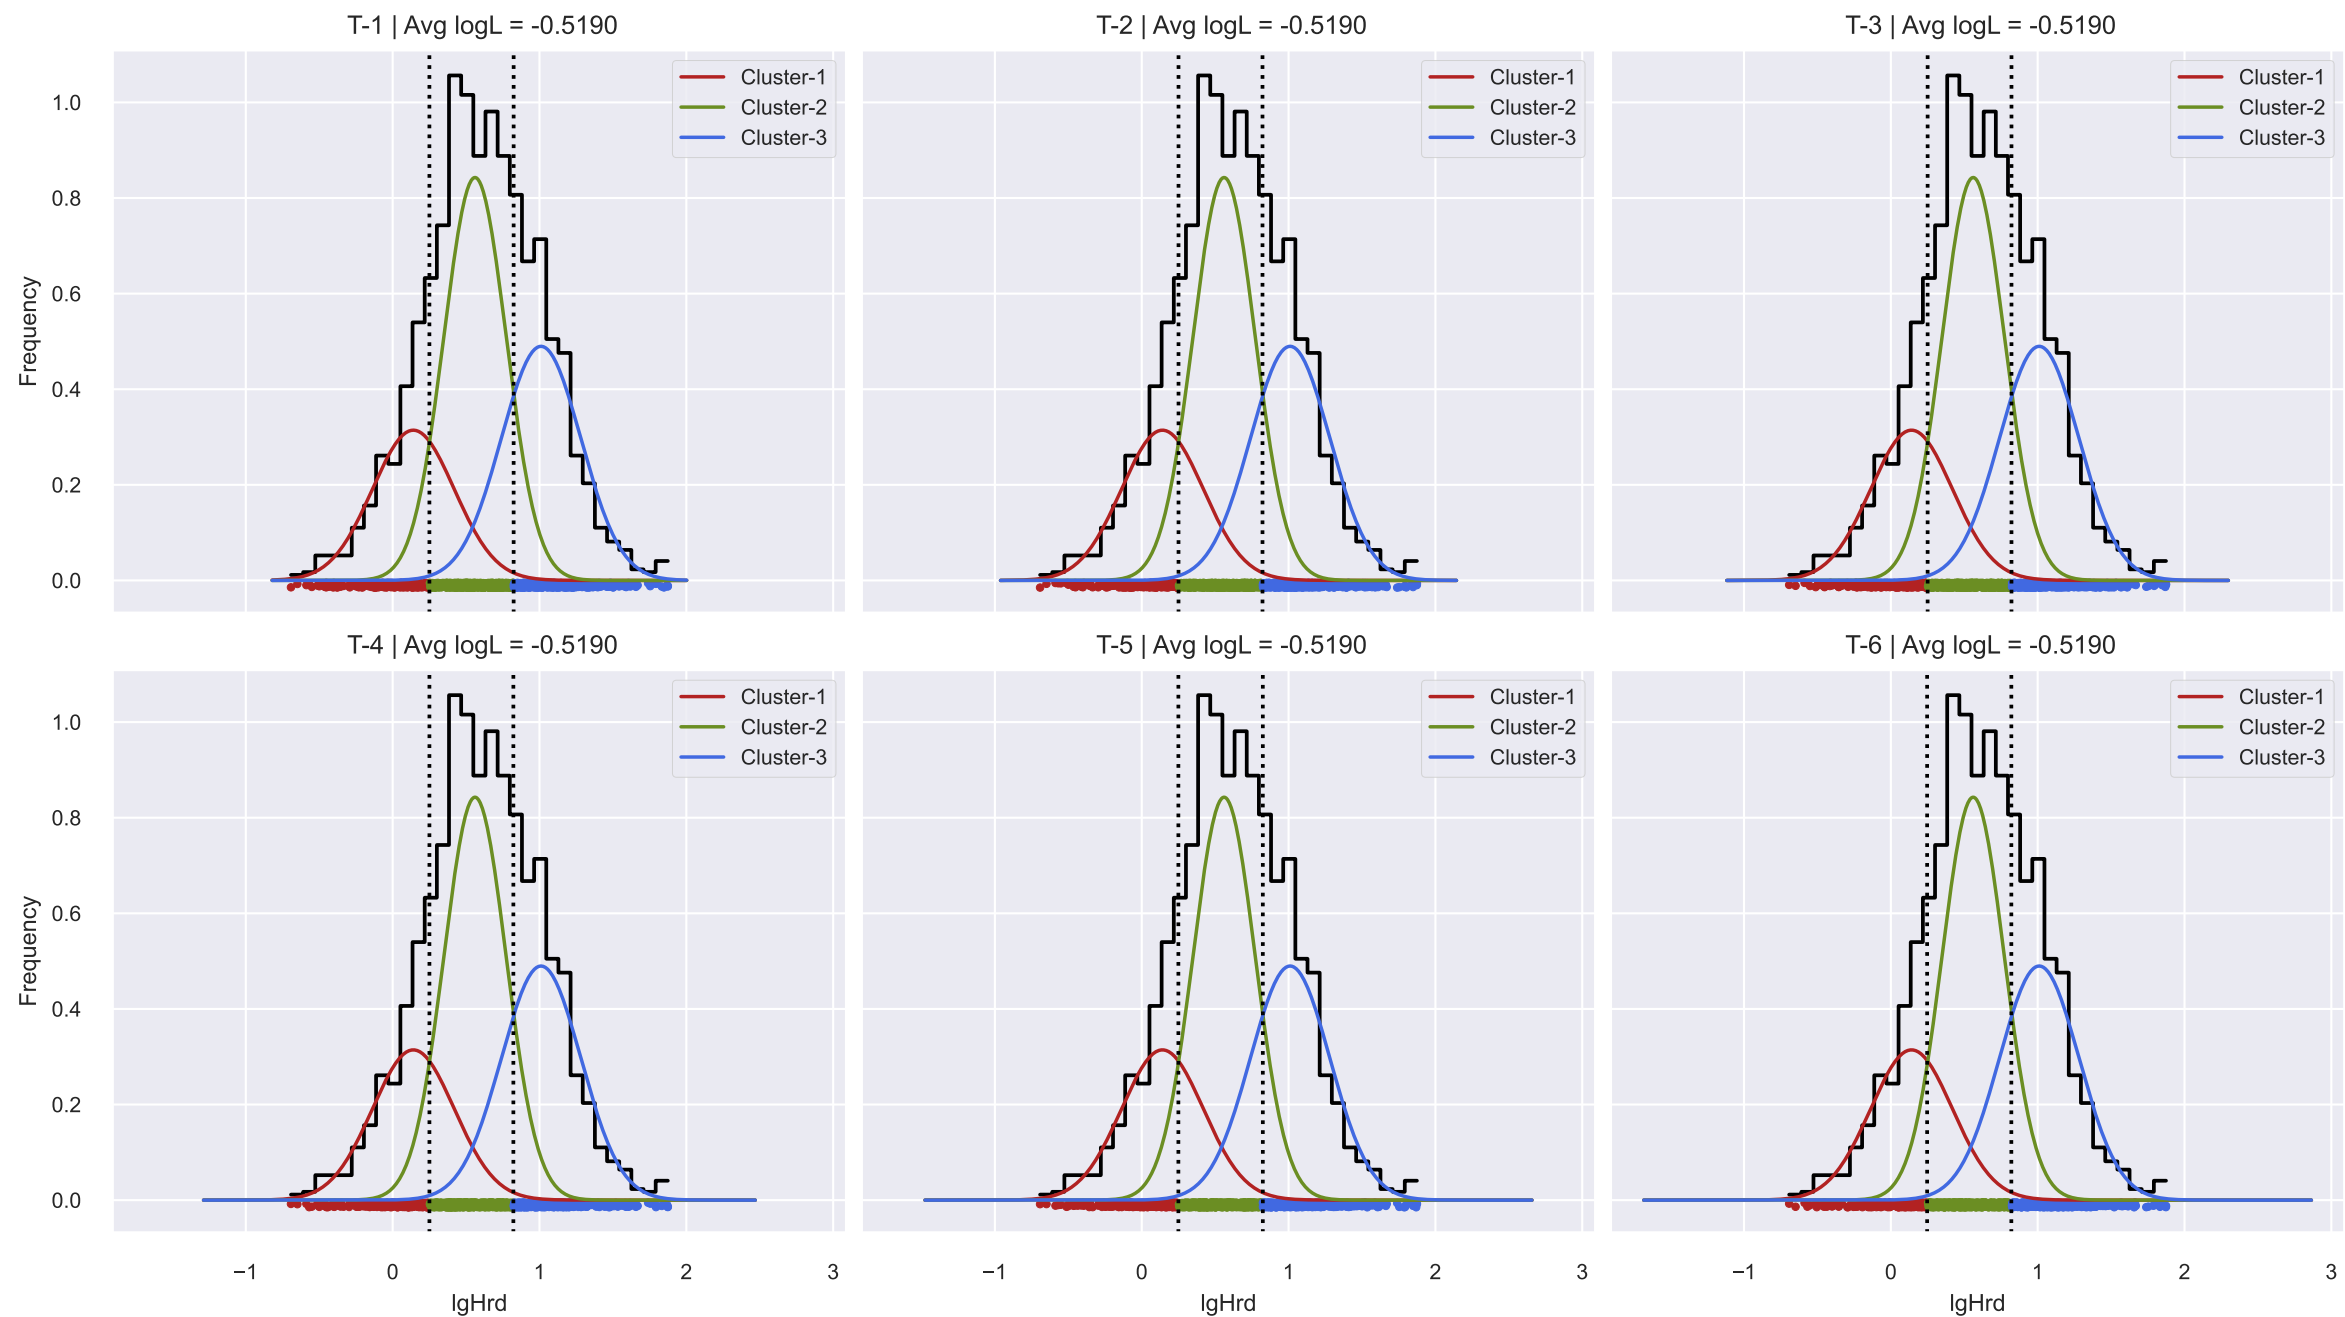 T-1 | Avg logL = -0.5190
T-2 | Avg logL = -0.5190
T-3 | Avg logL = -0.5190
Cluster-1
Cluster-2
Cluster-3
Cluster-1
Cluster-2
Cluster-3
Cluster-1
Cluster-2
Cluster-3
Frequency
1.0
0.8
0.6
0.4
0.2
0.0
T-4 | Avg logL = -0.5190
T-5 | Avg logL = -0.5190
T-6 | Avg logL = -0.5190
Cluster-1
Cluster-2
Cluster-3
Cluster-1
Cluster-2
Cluster-3
Cluster-1
Cluster-2
Cluster-3
Frequency
1.0
0.8
0.6
0.4
0.2
0.0
−1 0 1 2 3
−1 0 1 2 3
−1 0 1 2 3
lgHrd
lgHrd
lgHrd